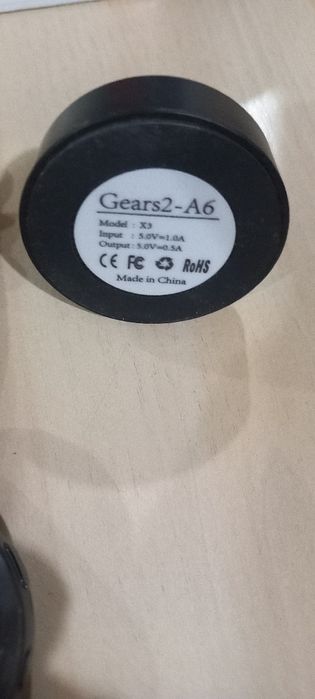 Gears2-A6
Model : X3
Input : 5.0V=1.0A
Output : 5.0V=0.5A
CE FC RoHS
Made in China